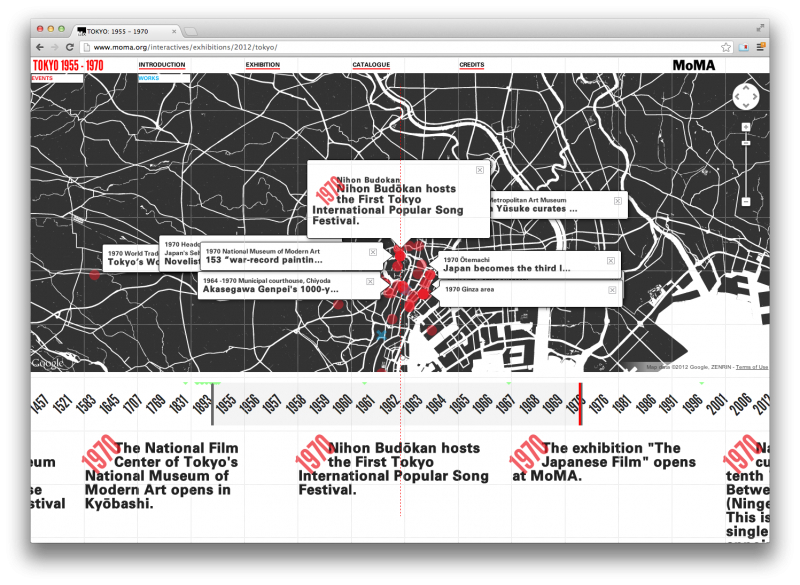 TOKYO: 1955 – 1970
www.moma.org/interactives/exhibitions/2012/tokyo/
TOKYO 1955 - 1970
INTRODUCTION
EXHIBITION
CATALOGUE
CREDITS
MoMA
EVENTS
WORKS
1970
Nihon Budokan
Nihon Budōkan hosts
the First Tokyo
International Popular Song
Festival.
Metropolitan Art Museum
Yūsuke curates ...
1970 World Trad
Tokyo's Wo
1970 Headq
Japan's Sel
Novelist
1970 National Museum of Modern Art
153 "war-record paintin...
1970 Ōtemachi
Japan becomes the third l...
1964 -1970 Municipal courthouse, Chiyoda
Akasegawa Genpei's 1000-y...
1970 Ginza area
Google
Map data ©2012 Google, ZENRIN - Terms of Use
1457 1521 1583 1645 1707 1769 1831 1893 1955 1956 1957 1958 1959 1960 1961 1962 1963 1964 1965 1966 1967 1968 1969 1970 1976 1981 1986 1991 1996 2001 2006 2012
eum
se
stival
1970
The National Film
Center of Tokyo's
National Museum of
Modern Art opens in
Kyōbashi.
1970
Nihon Budōkan hosts
the First Tokyo
International Popular Song
Festival.
1970
The exhibition "The
Japanese Film" opens
at MoMA.
1970
Na
cu
tenth
Betwe
(Ninge
This is
single